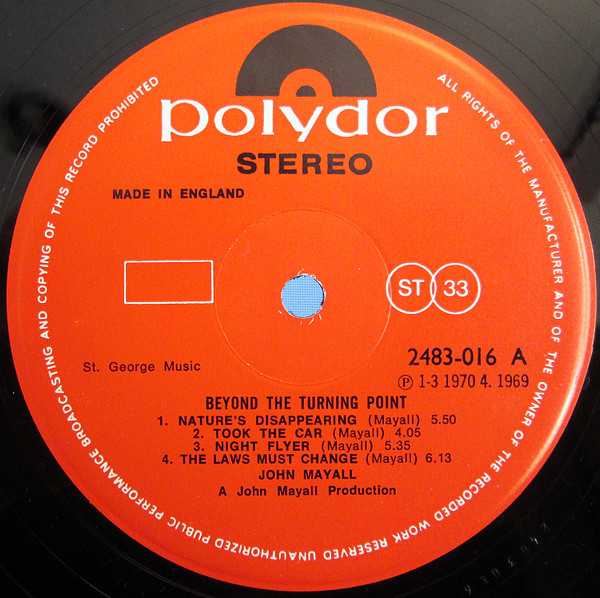 polydor
STEREO
MADE IN ENGLAND
ST 33
2483-016 A
St. George Music
℗ 1-3 1970 4. 1969
BEYOND THE TURNING POINT
1. NATURE'S DISAPPEARING (Mayall) 5.50
2. TOOK THE CAR (Mayall) 4.05
3. NIGHT FLYER (Mayall) 5.35
4. THE LAWS MUST CHANGE (Mayall) 6.13
JOHN MAYALL
A John Mayall Production
ALL RIGHTS OF THE MANUFACTURER AND OF THE OWNER OF THE RECORDED WORK RESERVED UNAUTHORIZED PUBLIC PERFORMANCE BROADCASTING AND COPYING OF THIS RECORD PROHIBITED